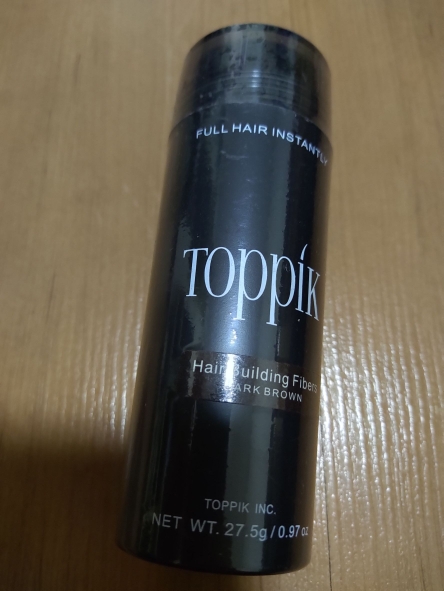 FULL HAIR INSTANTLY
TOPPIK
Hair Building Fibers
DARK BROWN
TOPPIK INC.
NET WT. 27.5g/0.97 oz